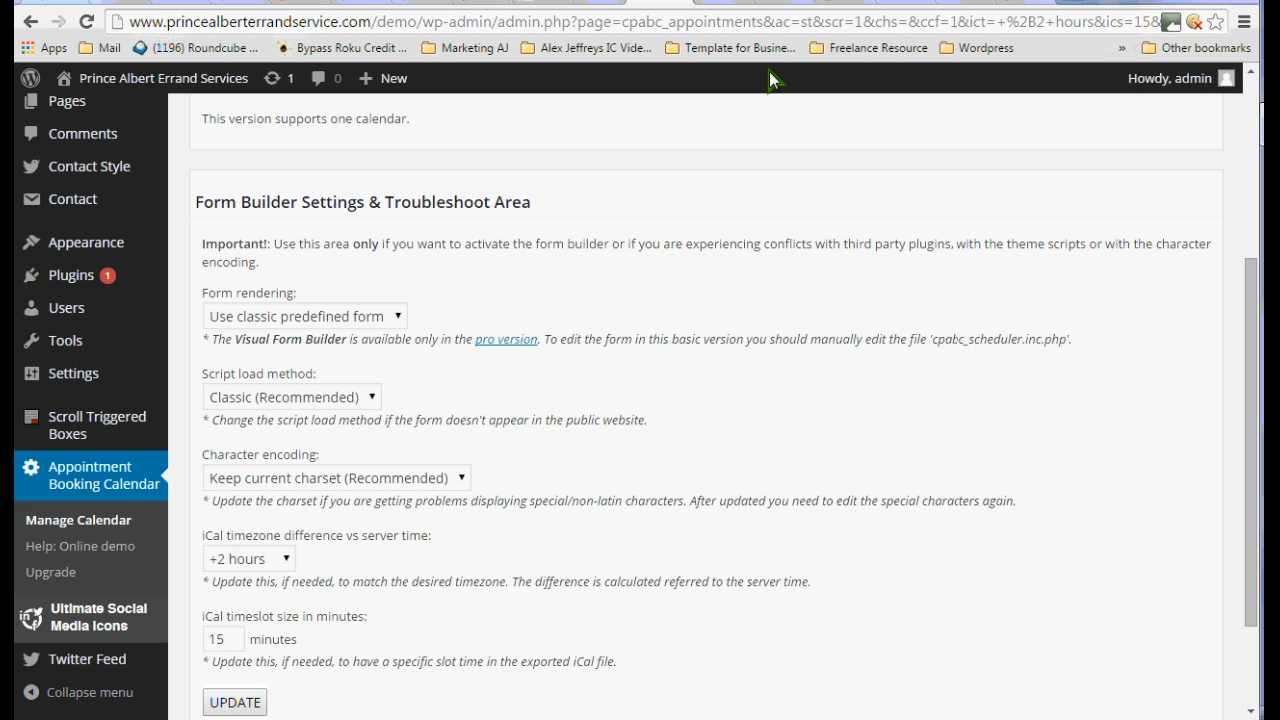 www.princealberterrandservice.com/demo/wp-admin/admin.php?page=cpabc_appointments&ac=st&scr=1&chs=&ccf=1&ict=+%2B2+hours&ics=15&
Apps Mail (1196) Roundcube ... Bypass Roku Credit ... Marketing AJ Alex Jeffreys IC Vide... Template for Busine... Freelance Resource Wordpress » Other bookmarks
Prince Albert Errand Services 1 0 + New Howdy, admin
Pages
Comments
Contact Style
Contact
Appearance
Plugins 1
Users
Tools
Settings
Scroll Triggered
Boxes
Appointment
Booking Calendar
Manage Calendar
Help: Online demo
Upgrade
Ultimate Social
Media Icons
Twitter Feed
Collapse menu
This version supports one calendar.
Form Builder Settings & Troubleshoot Area
Important!: Use this area only if you want to activate the form builder or if you are experiencing conflicts with third party plugins, with the theme scripts or with the character
encoding.
Form rendering:
Use classic predefined form
* The Visual Form Builder is available only in the pro version. To edit the form in this basic version you should manually edit the file 'cpabc_scheduler.inc.php'.
Script load method:
Classic (Recommended)
* Change the script load method if the form doesn't appear in the public website.
Character encoding:
Keep current charset (Recommended)
* Update the charset if you are getting problems displaying special/non-latin characters. After updated you need to edit the special characters again.
iCal timezone difference vs server time:
+2 hours
* Update this, if needed, to match the desired timezone. The difference is calculated referred to the server time.
iCal timeslot size in minutes:
15 minutes
* Update this, if needed, to have a specific slot time in the exported iCal file.
UPDATE